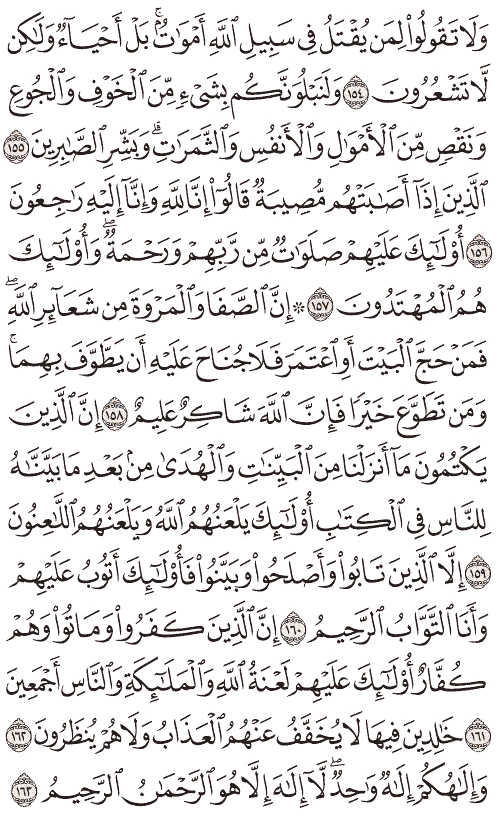 وَلَا تَقُولُوا۟ لِمَن يُقْتَلُ فِى سَبِيلِ ٱللَّهِ أَمْوَٰتٌۢ ۚ بَلْ أَحْيَآءٌ وَلَـٰكِن
لَّا تَشْعُرُونَ ١٥٤ وَلَنَبْلُوَنَّكُم بِشَىْءٍ مِّنَ ٱلْخَوْفِ وَٱلْجُوعِ
وَنَقْصٍ مِّنَ ٱلْأَمْوَٰلِ وَٱلْأَنفُسِ وَٱلثَّمَرَٰتِ ۗ وَبَشِّرِ ٱلصَّـٰبِرِينَ ١٥٥
ٱلَّذِينَ إِذَآ أَصَـٰبَتْهُم مُّصِيبَةٌ قَالُوٓا۟ إِنَّا لِلَّهِ وَإِنَّآ إِلَيْهِ رَٰجِعُونَ
١٥٦ أُو۟لَـٰٓئِكَ عَلَيْهِمْ صَلَوَٰتٌ مِّن رَّبِّهِمْ وَرَحْمَةٌ ۖ وَأُو۟لَـٰٓئِكَ
هُمُ ٱلْمُهْتَدُونَ ١٥٧ ۞ إِنَّ ٱلصَّفَا وَٱلْمَرْوَةَ مِن شَعَآئِرِ ٱللَّهِ ۖ
فَمَنْ حَجَّ ٱلْبَيْتَ أَوِ ٱعْتَمَرَ فَلَا جُنَاحَ عَلَيْهِ أَن يَطَّوَّفَ بِهِمَا ۚ
وَمَن تَطَوَّعَ خَيْرًا فَإِنَّ ٱللَّهَ شَاكِرٌ عَلِيمٌ ١٥٨ إِنَّ ٱلَّذِينَ
يَكْتُمُونَ مَآ أَنزَلْنَا مِنَ ٱلْبَيِّنَـٰتِ وَٱلْهُدَىٰ مِنۢ بَعْدِ مَا بَيَّنَّـٰهُ
لِلنَّاسِ فِى ٱلْكِتَـٰبِ أُو۟لَـٰٓئِكَ يَلْعَنُهُمُ ٱللَّهُ وَيَلْعَنُهُمُ ٱللَّـٰعِنُونَ
١٥٩ إِلَّا ٱلَّذِينَ تَابُوا۟ وَأَصْلَحُوا۟ وَبَيَّنُوا۟ فَأُو۟لَـٰٓئِكَ أَتُوبُ عَلَيْهِمْ
وَأَنَا ٱلتَّوَّابُ ٱلرَّحِيمُ ١٦٠ إِنَّ ٱلَّذِينَ كَفَرُوا۟ وَمَاتُوا۟ وَهُمْ
كُفَّارٌ أُو۟لَـٰٓئِكَ عَلَيْهِمْ لَعْنَةُ ٱللَّهِ وَٱلْمَلَـٰٓئِكَةِ وَٱلنَّاسِ أَجْمَعِينَ
١٦١ خَـٰلِدِينَ فِيهَا لَا يُخَفَّفُ عَنْهُمُ ٱلْعَذَابُ وَلَا هُمْ يُنظَرُونَ ١٦٢
وَإِلَـٰهُكُمْ إِلَـٰهٌ وَٰحِدٌ ۖ لَّآ إِلَـٰهَ إِلَّا هُوَ ٱلرَّحْمَـٰنُ ٱلرَّحِيمُ ١٦٣